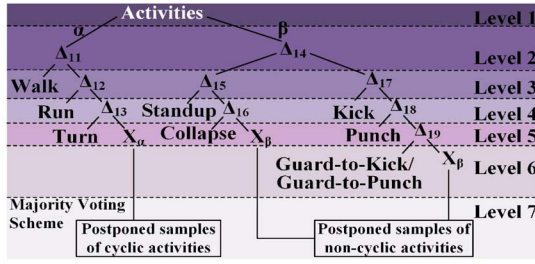 Activities Level 1
α β
Δ11 Δ14 Level 2
Walk Δ12 Δ15 Δ17 Level 3
Run Δ13 Standup Δ16 Kick Δ18 Level 4
Turn Xα Collapse Xβ Punch Δ19 Level 5
Guard-to-Kick/ Xβ Level 6
Guard-to-Punch
Majority Voting Level 7
Scheme
Postponed samples
of cyclic activities
Postponed samples of
non-cyclic activities